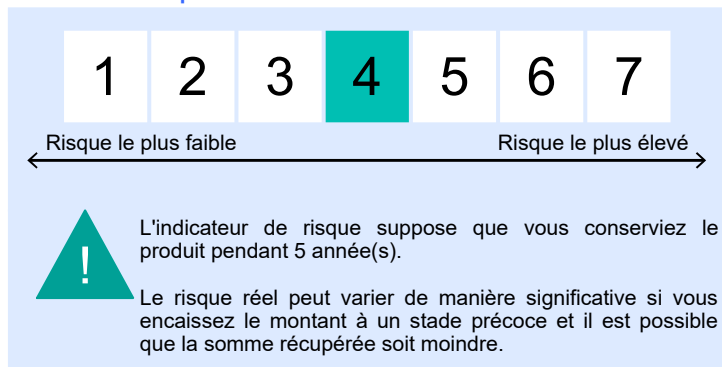 1 2 3 4 5 6 7
Risque le plus faible Risque le plus élevé
!
L'indicateur de risque suppose que vous conserviez le
produit pendant 5 année(s).
Le risque réel peut varier de manière significative si vous
encaissez le montant à un stade précoce et il est possible
que la somme récupérée soit moindre.